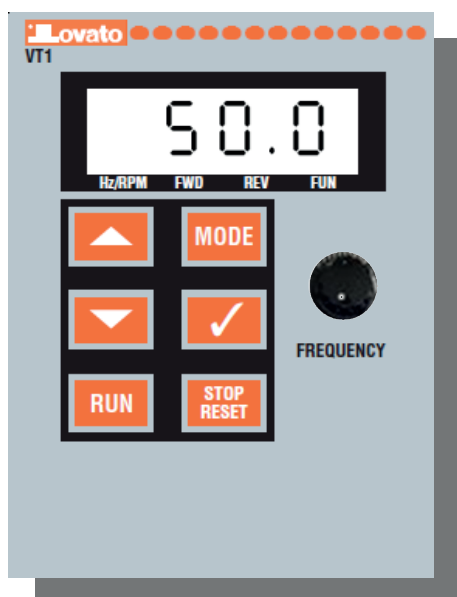 Lovato
VT1
50.0
Hz/RPM FWD REV FUN
MODE
FREQUENCY
RUN
STOP
RESET